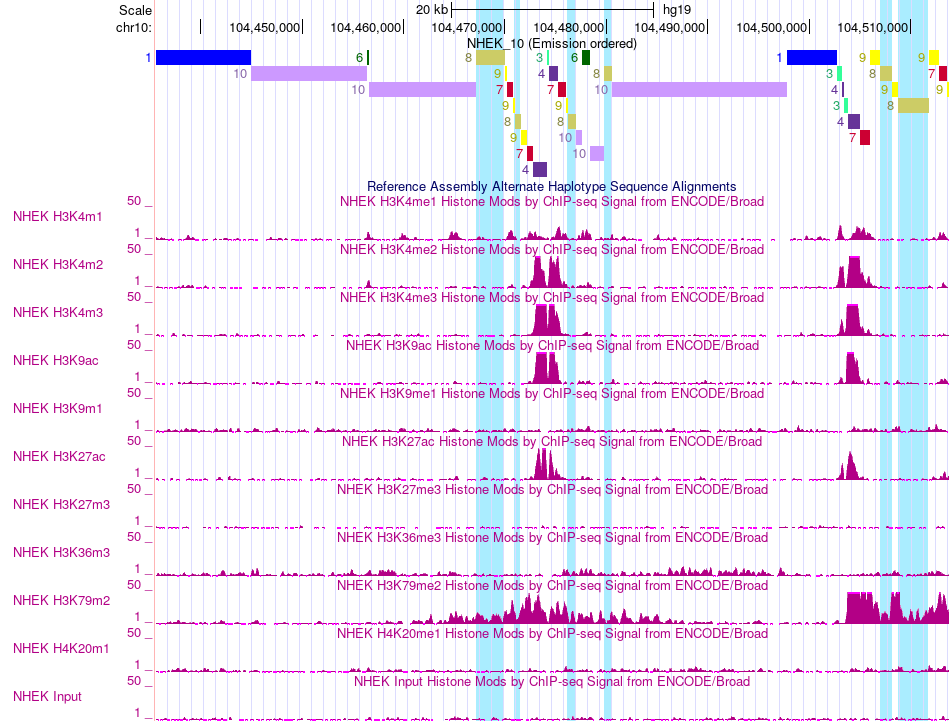 Scale 20 kb hg19
chr10: 104,450,000 104,460,000 104,470,000 104,480,000 104,490,000 104,500,000 104,510,000
NHEK_10 (Emission ordered)
1 6 8 3 6 1 9 9
10 9 4 8 3 8 7
10 7 7 10 4 9 9
9 9 3 8
8 8 4
9 10 7
7 10
4
Reference Assembly Alternate Haplotype Sequence Alignments
NHEK H3K4me1 Histone Mods by ChIP-seq Signal from ENCODE/Broad
50 _
NHEK H3K4m1
1 _
NHEK H3K4me2 Histone Mods by ChIP-seq Signal from ENCODE/Broad
50 _
NHEK H3K4m2
1 _
NHEK H3K4me3 Histone Mods by ChIP-seq Signal from ENCODE/Broad
50 _
NHEK H3K4m3
1 _
NHEK H3K9ac Histone Mods by ChIP-seq Signal from ENCODE/Broad
50 _
NHEK H3K9ac
1 _
NHEK H3K9me1 Histone Mods by ChIP-seq Signal from ENCODE/Broad
50 _
NHEK H3K9m1
1 _
NHEK H3K27ac Histone Mods by ChIP-seq Signal from ENCODE/Broad
50 _
NHEK H3K27ac
1 _
NHEK H3K27me3 Histone Mods by ChIP-seq Signal from ENCODE/Broad
50 _
NHEK H3K27m3
1 _
NHEK H3K36me3 Histone Mods by ChIP-seq Signal from ENCODE/Broad
50 _
NHEK H3K36m3
1 _
NHEK H3K79me2 Histone Mods by ChIP-seq Signal from ENCODE/Broad
50 _
NHEK H3K79m2
1 _
NHEK H4K20me1 Histone Mods by ChIP-seq Signal from ENCODE/Broad
50 _
NHEK H4K20m1
1 _
NHEK Input Histone Mods by ChIP-seq Signal from ENCODE/Broad
50 _
NHEK Input
1 _